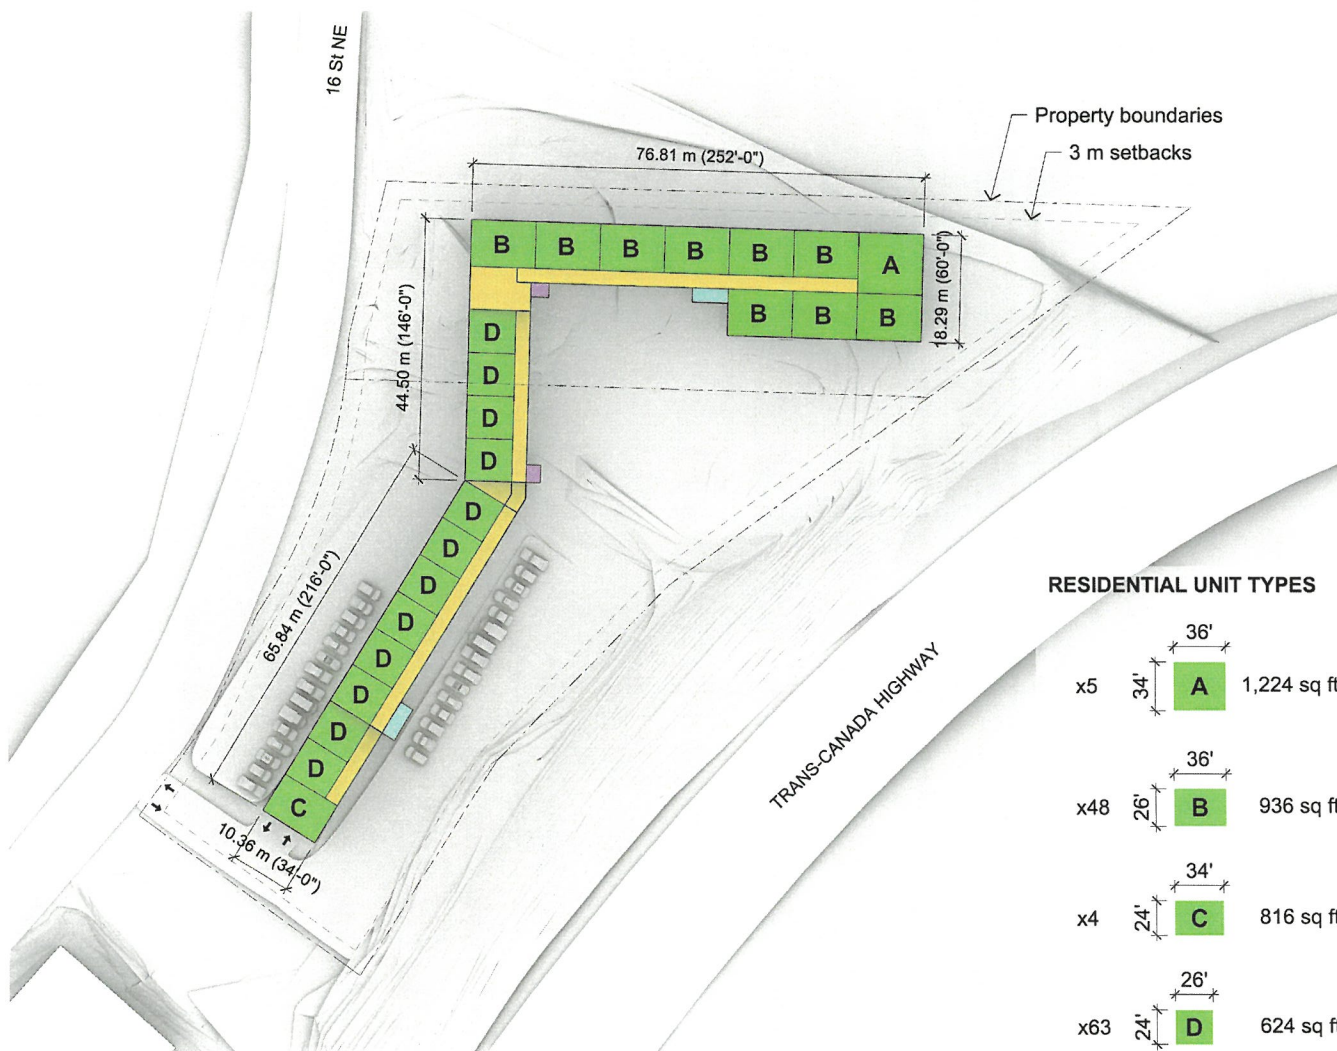 16 St NE
Property boundaries
3 m setbacks
76.81 m (252'-0")
B B B B B B A
18.29 m (60'-0")
B B B
44.50 m (146'-0")
D
D
D
D
D
D
D
D
D
D
D
D
C
65.84 m (216'-0")
10.36 m (34'-0")
TRANS-CANADA HIGHWAY
RESIDENTIAL UNIT TYPES
36'
x5 34' A 1,224 sq ft
36'
x48 26' B 936 sq ft
34'
x4 24' C 816 sq ft
26'
x63 24' D 624 sq ft